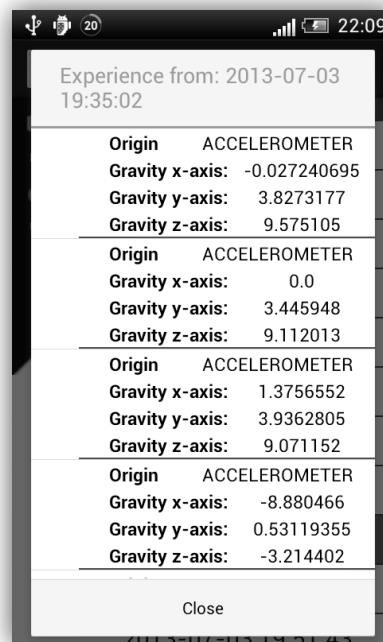 20 22:09
Experience from: 2013-07-03
19:35:02
Origin ACCELEROMETER
Gravity x-axis: -0.027240695
Gravity y-axis: 3.8273177
Gravity z-axis: 9.575105
Origin ACCELEROMETER
Gravity x-axis: 0.0
Gravity y-axis: 3.445948
Gravity z-axis: 9.112013
Origin ACCELEROMETER
Gravity x-axis: 1.3756552
Gravity y-axis: 3.9362805
Gravity z-axis: 9.071152
Origin ACCELEROMETER
Gravity x-axis: -8.880466
Gravity y-axis: 0.53119355
Gravity z-axis: -3.214402
Close
2013-07-03 19:51:43